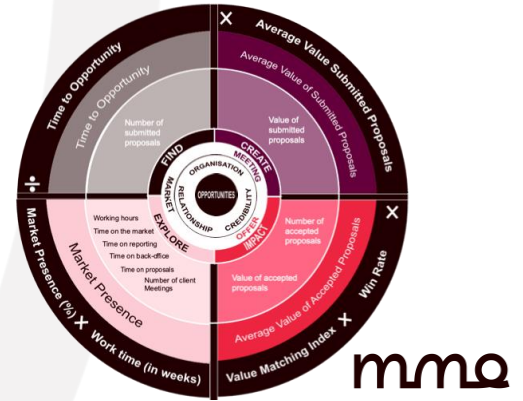 Time to Opportunity
÷
Time to Opportunity
Number of
submitted
proposals
X
Average Value Submitted Proposals
Average Value of Submitted Proposals
Value of
submitted
proposals
FIND
MARKET
CREATE
MEETING
ORGANISATION
RELATIONSHIP
CREDIBILITY
OPPORTUNITIES
EXPLORE
OFFER
IMPACT
Working hours
Time on the market
Time on reporting
Time on back-office
Time on proposals
Number of client
Meetings
Market Presence
Market Presence (%) X Work time (in weeks)
Number of
accepted
proposals
Value of accepted
proposals
Average Value of Accepted Proposals
X
Win Rate
X
Value Matching Index
mmo